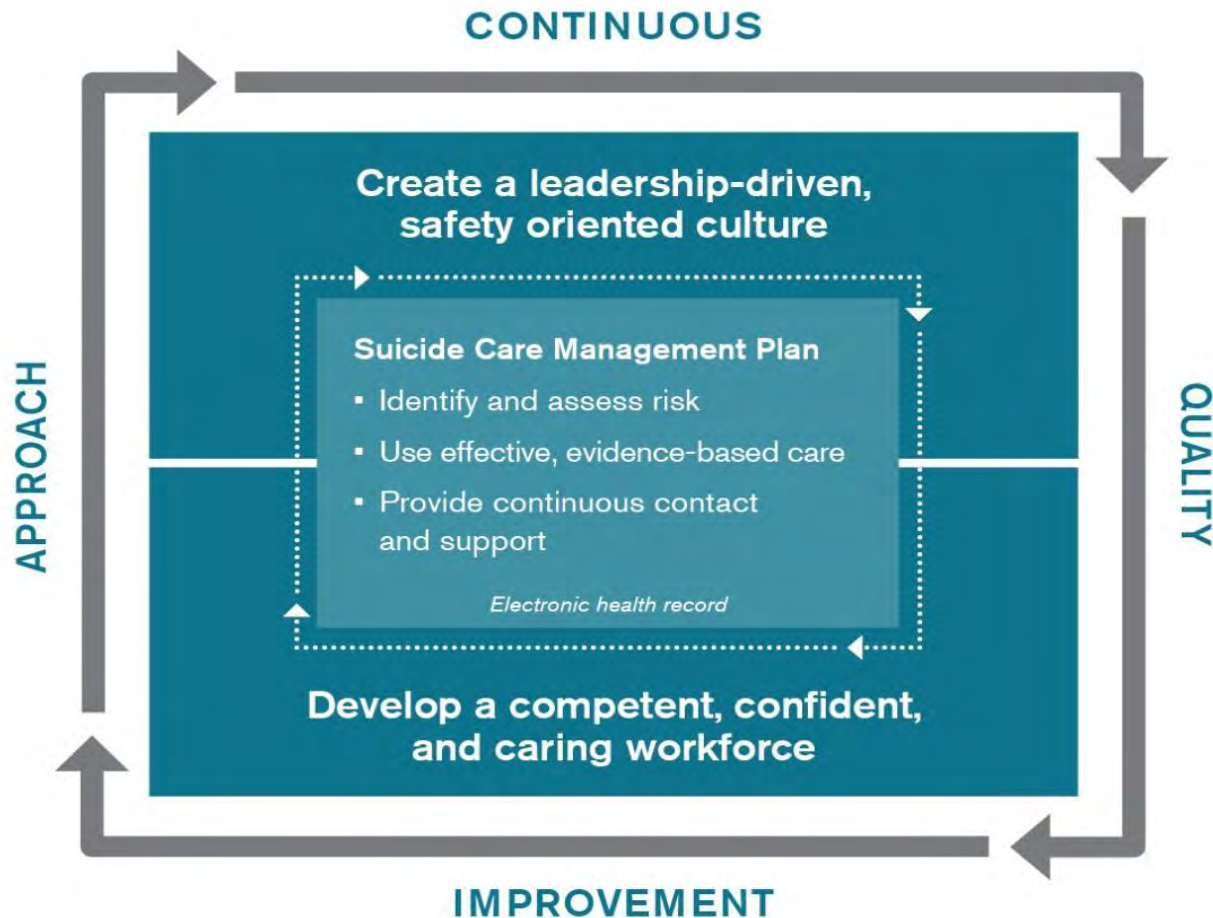 CONTINUOUS
Create a leadership-driven,
safety oriented culture
Suicide Care Management Plan
▪ Identify and assess risk
▪ Use effective, evidence-based care
▪ Provide continuous contact
and support
Electronic health record
Develop a competent, confident,
and caring workforce
QUALITY
IMPROVEMENT
APPROACH